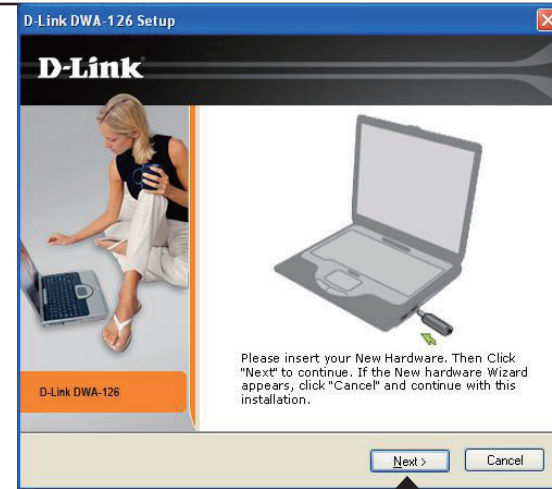 D-Link DWA-126 Setup
D-Link
Please insert your New Hardware. Then Click
"Next" to continue. If the New hardware Wizard
appears, click "Cancel" and continue with this
installation.
D-Link DWA-126
Next >
Cancel